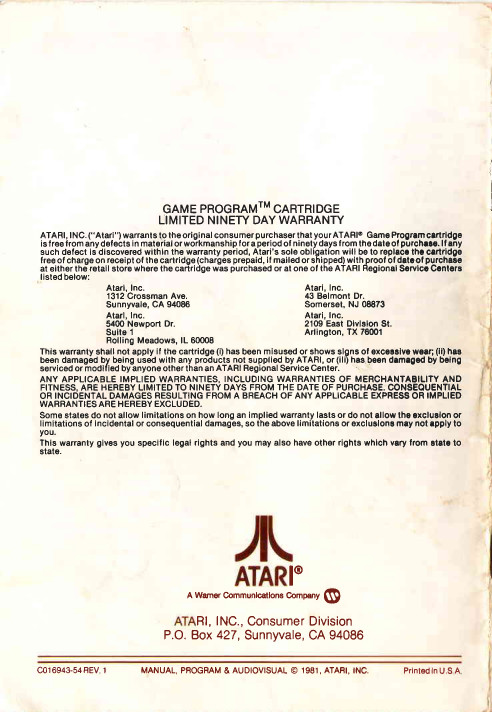 GAME PROGRAM™ CARTRIDGE
LIMITED NINETY DAY WARRANTY
ATARI, INC. ("Atari") warrants to the original consumer purchaser that your ATARI® Game Program cartridge
is free from any defects in material or workmanship for a period of ninety days from the date of purchase. If any
such defect is discovered within the warranty period, Atari's sole obligation will be to replace the cartridge
free of charge on receipt of the cartridge (charges prepaid, if mailed or shipped) with proof of date of purchase
at either the retail store where the cartridge was purchased or at one of the ATARI Regional Service Centers
listed below:
Atari, Inc.
1312 Crossman Ave.
Sunnyvale, CA 94086
Atari, Inc.
5400 Newport Dr.
Suite 1
Rolling Meadows, IL 60008
Atari, Inc.
43 Belmont Dr.
Somerset, NJ 08873
Atari, Inc.
2109 East Division St.
Arlington, TX 76001
This warranty shall not apply if the cartridge (i) has been misused or shows signs of excessive wear; (ii) has
been damaged by being used with any products not supplied by ATARI, or (iii) has been damaged by being
serviced or modified by anyone other than an ATARI Regional Service Center.
ANY APPLICABLE IMPLIED WARRANTIES, INCLUDING WARRANTIES OF MERCHANTABILITY AND
FITNESS, ARE HEREBY LIMITED TO NINETY DAYS FROM THE DATE OF PURCHASE. CONSEQUENTIAL
OR INCIDENTAL DAMAGES RESULTING FROM A BREACH OF ANY APPLICABLE EXPRESS OR IMPLIED
WARRANTIES ARE HEREBY EXCLUDED.
Some states do not allow limitations on how long an implied warranty lasts or do not allow the exclusion or
limitations of incidental or consequential damages, so the above limitations or exclusions may not apply to
you.
This warranty gives you specific legal rights and you may also have other rights which vary from state to
state.
ATARI®
A Warner Communications Company
ATARI, INC., Consumer Division
P.O. Box 427, Sunnyvale, CA 94086
C016943-54 REV. 1 MANUAL, PROGRAM & AUDIOVISUAL © 1981, ATARI, INC. Printed in U.S.A.